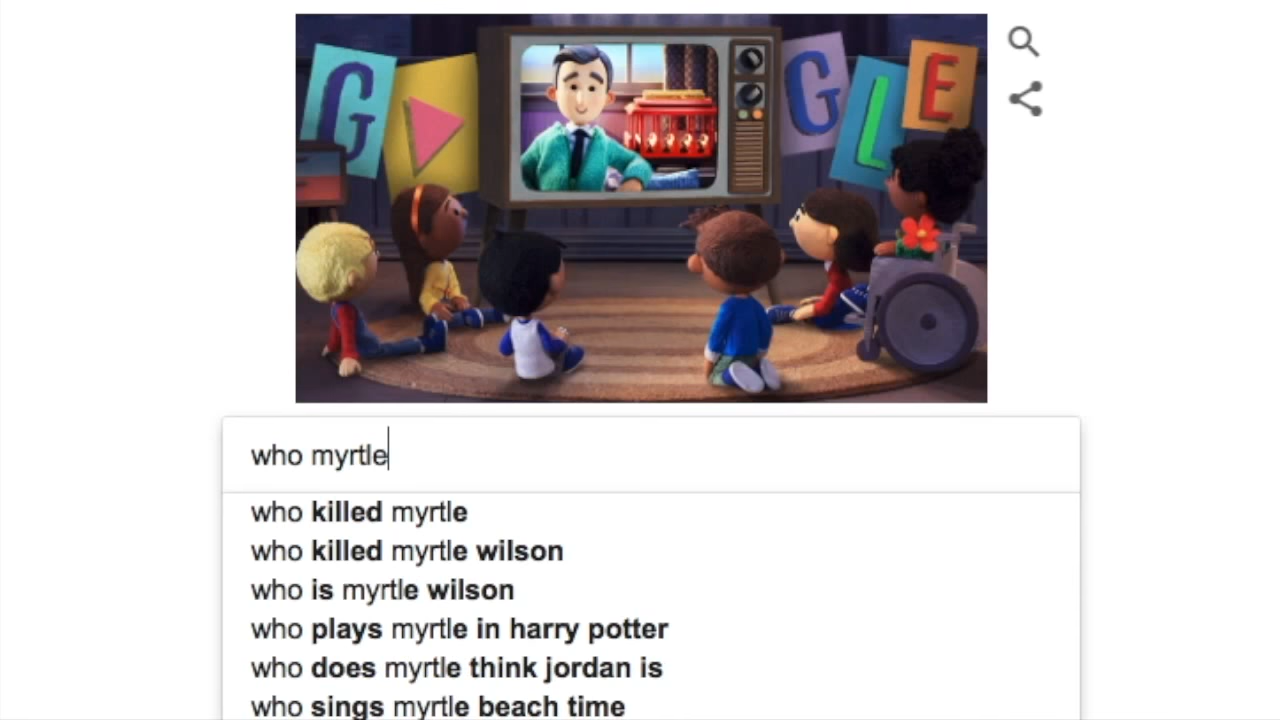 G GLE
who myrtle
who killed myrtle
who killed myrtle wilson
who is myrtle wilson
who plays myrtle in harry potter
who does myrtle think jordan is
who sings myrtle beach time